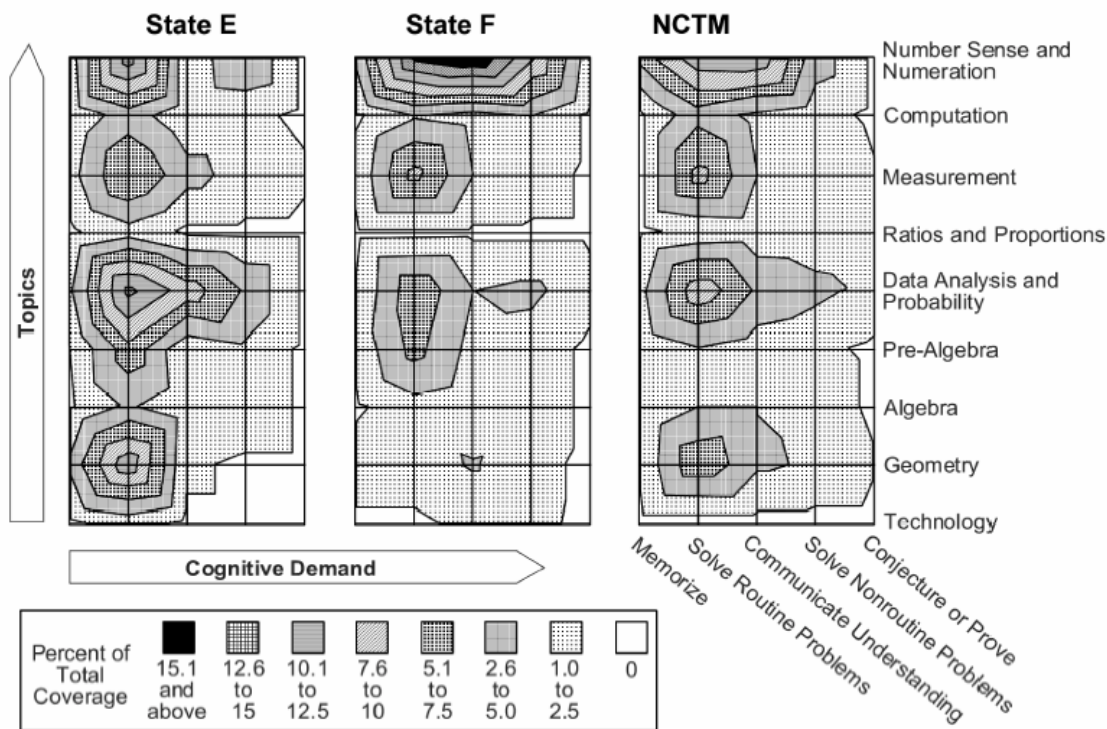 State E
State F
NCTM
Topics
Number Sense and
Numeration
Computation
Measurement
Ratios and Proportions
Data Analysis and
Probability
Pre-Algebra
Algebra
Geometry
Technology
Cognitive Demand
Memorize
Solve Routine Problems
Communicate Understanding
Solve Nonroutine Problems
Conjecture or Prove
Percent of
Total
Coverage
15.1
and
above
12.6
to
15
10.1
to
12.5
7.6
to
10
5.1
to
7.5
2.6
to
5.0
1.0
to
2.5
0